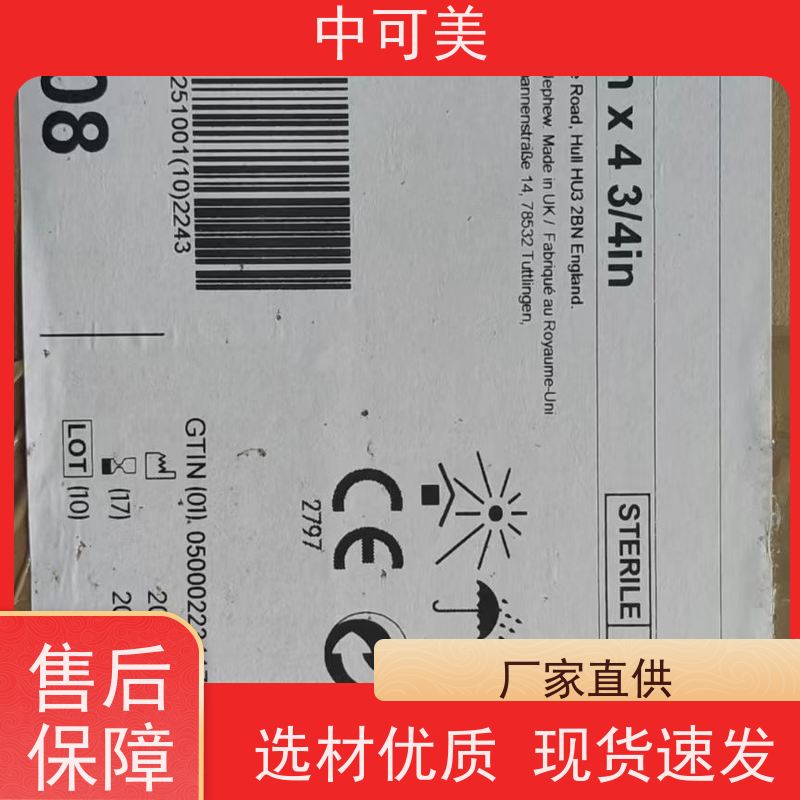 中可美
08
251001(10)2243
e Road, Hull HU3 2BN England.
ephew. Made in UK / Fabriqué au Royaume-Uni
annenstraße 14, 78532 Tuttlingen,
x 4 3/4in
LOT (10)
(17)
GTIN (01) 05000223
2797
CE
STERILE
售后
保障
厂家直供
选材优质 现货速发